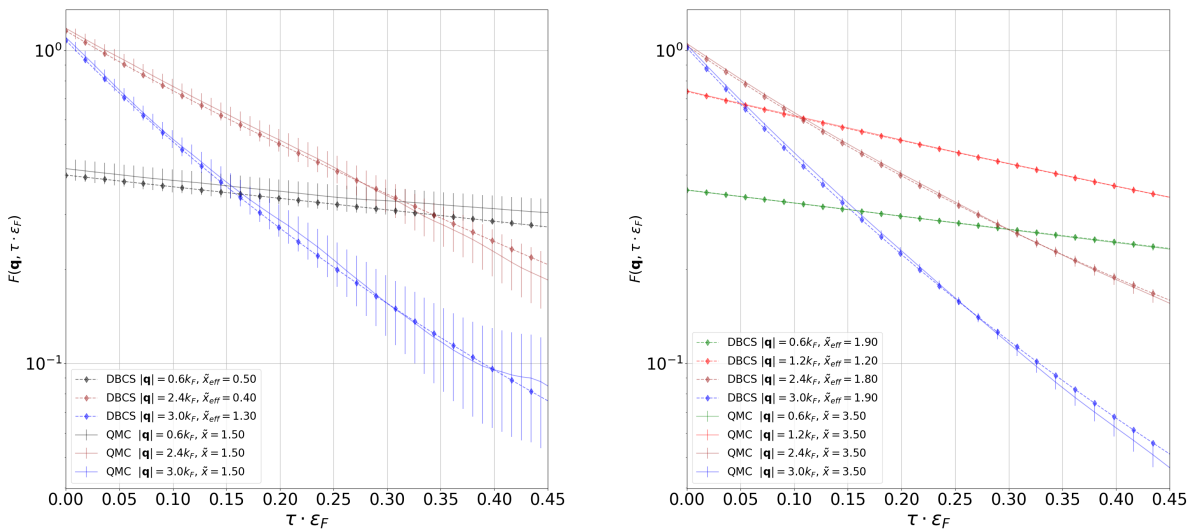 10⁰
10⁻¹
F(q, τ · ε_F)
DBCS |q| = 0.6k_F, x̃_eff = 0.50
DBCS |q| = 2.4k_F, x̃_eff = 0.40
DBCS |q| = 3.0k_F, x̃_eff = 1.30
QMC |q| = 0.6k_F, x̃ = 1.50
QMC |q| = 2.4k_F, x̃ = 1.50
QMC |q| = 3.0k_F, x̃ = 1.50
0.00 0.05 0.10 0.15 0.20 0.25 0.30 0.35 0.40 0.45
τ · ε_F
10⁰
10⁻¹
F(q, τ · ε_F)
DBCS |q| = 0.6k_F, x̃_eff = 1.90
DBCS |q| = 1.2k_F, x̃_eff = 1.20
DBCS |q| = 2.4k_F, x̃_eff = 1.80
DBCS |q| = 3.0k_F, x̃_eff = 1.90
QMC |q| = 0.6k_F, x̃ = 3.50
QMC |q| = 1.2k_F, x̃ = 3.50
QMC |q| = 2.4k_F, x̃ = 3.50
QMC |q| = 3.0k_F, x̃ = 3.50
0.00 0.05 0.10 0.15 0.20 0.25 0.30 0.35 0.40 0.45
τ · ε_F